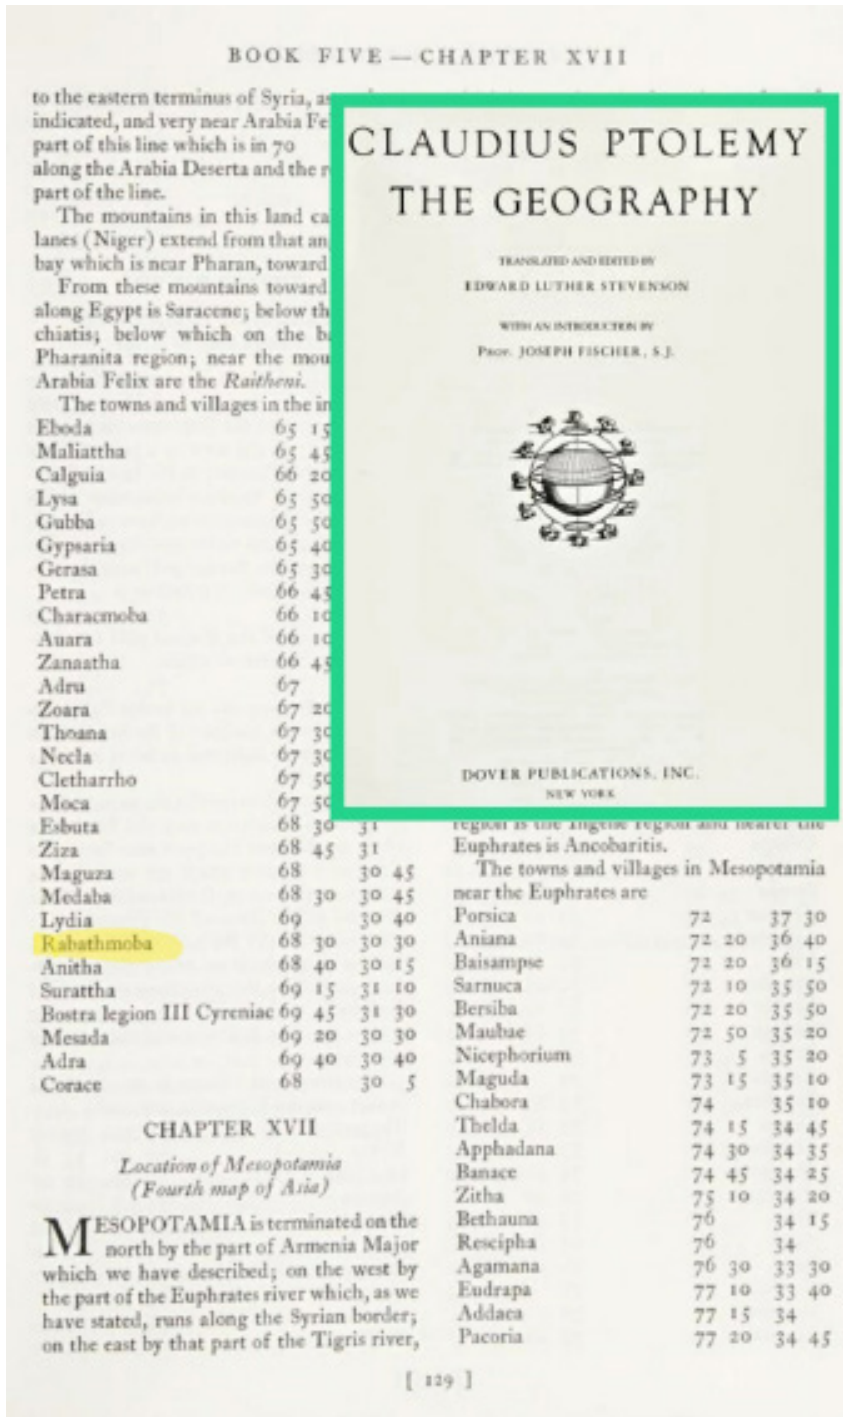 BOOK FIVE — CHAPTER XVII
to the eastern terminus of Syria, as
indicated, and very near Arabia Fe
part of this line which is in 70
along the Arabia Deserta and the r
part of the line.
The mountains in this land ca
lanes (Niger) extend from that an
bay which is near Pharan, toward
From these mountains toward
along Egypt is Saracene; below th
chiatis; below which on the b
Pharanita region; near the mou
Arabia Felix are the Raitheni.
The towns and villages in the in
Eboda 65 15
Maliattha 65 45
Calguia 66 20
Lysa 65 50
Gubba 65 50
Gypsaria 65 40
Gerasa 65 30
Petra 66 45
Characmoba 66 10
Auara 66 10
Zanaatha 66 45
Adru 67
Zoara 67 20
Thoana 67 30
Necla 67 30
Cletharrho 67 50
Moca 67 50
Esbuta 68 30 31
Ziza 68 45 31
Maguza 68 30 45
Medaba 68 30 30 45
Lydia 69 30 40
Rabathmoba 68 30 30 30
Anitha 68 40 30 15
Surattha 69 15 31 10
Bostra legion III Cyreniac 69 45 31 30
Mesada 69 20 30 30
Adra 69 40 30 40
Corace 68 30 5
CHAPTER XVII
Location of Mesopotamia
(Fourth map of Asia)
MESOPOTAMIA is terminated on the
north by the part of Armenia Major
which we have described; on the west by
the part of the Euphrates river which, as we
have stated, runs along the Syrian border;
on the east by that part of the Tigris river,
CLAUDIUS PTOLEMY
THE GEOGRAPHY
TRANSLATED AND EDITED BY
EDWARD LUTHER STEVENSON
WITH AN INTRODUCTION BY
PROF. JOSEPH FISCHER, S.J.
DOVER PUBLICATIONS, INC.
NEW YORK
region is the Ingene region and nearer the
Euphrates is Ancobaritis.
The towns and villages in Mesopotamia
near the Euphrates are
Porsica 72 37 30
Aniana 72 20 36 40
Baisampse 72 20 36 15
Sarnuca 72 10 35 50
Bersiba 72 20 35 50
Maubae 72 50 35 20
Nicephorium 73 5 35 20
Maguda 73 15 35 10
Chabora 74 35 10
Thelda 74 15 34 45
Apphadana 74 30 34 35
Banace 74 45 34 25
Zitha 75 10 34 20
Bethauna 76 34 15
Rescipha 76 34
Agamana 76 30 33 30
Eudrapa 77 10 33 40
Addaea 77 15 34
Pacoria 77 20 34 45
[ 129 ]